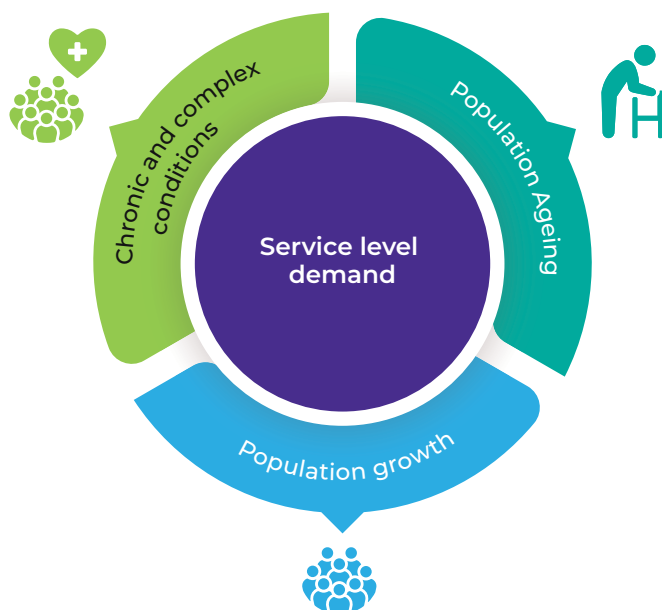 Chronic and complex
conditions
Population Ageing
Service level
demand
Population growth